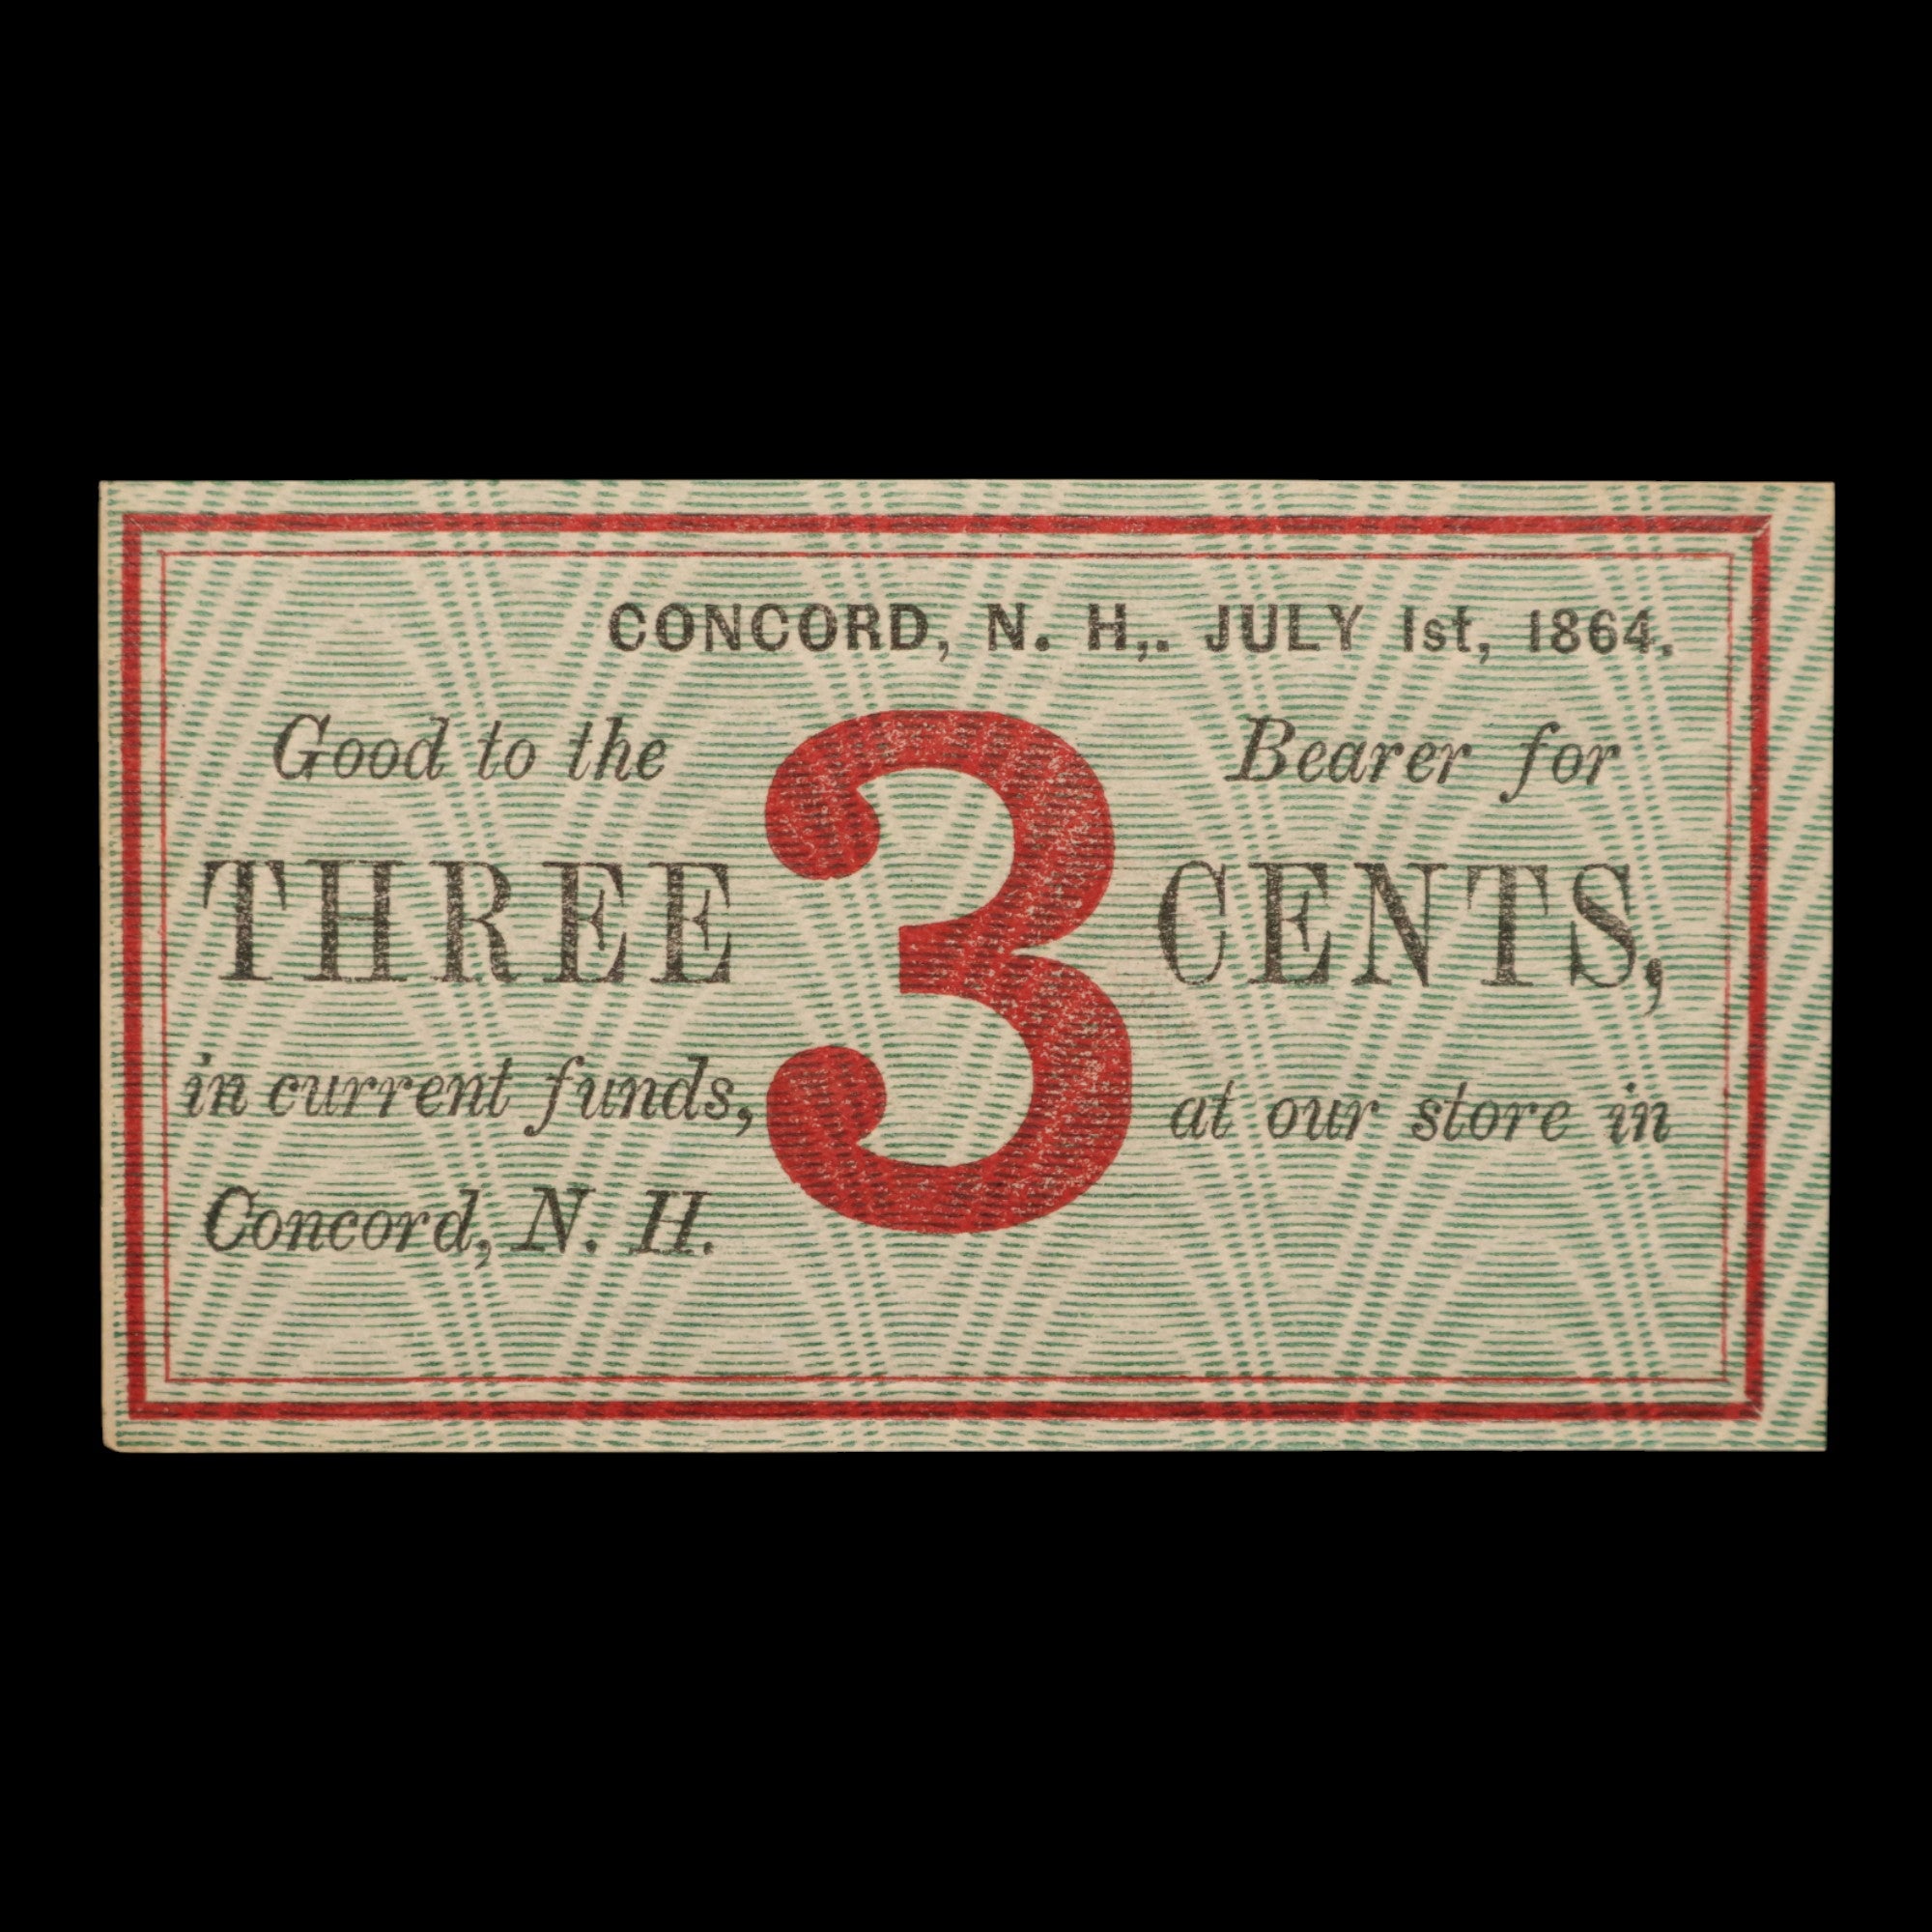 CONCORD, N. H,. JULY 1st, 1864.
Good to the 3 Bearer for
THREE CENTS,
in current funds, at our store in
Concord, N. H.